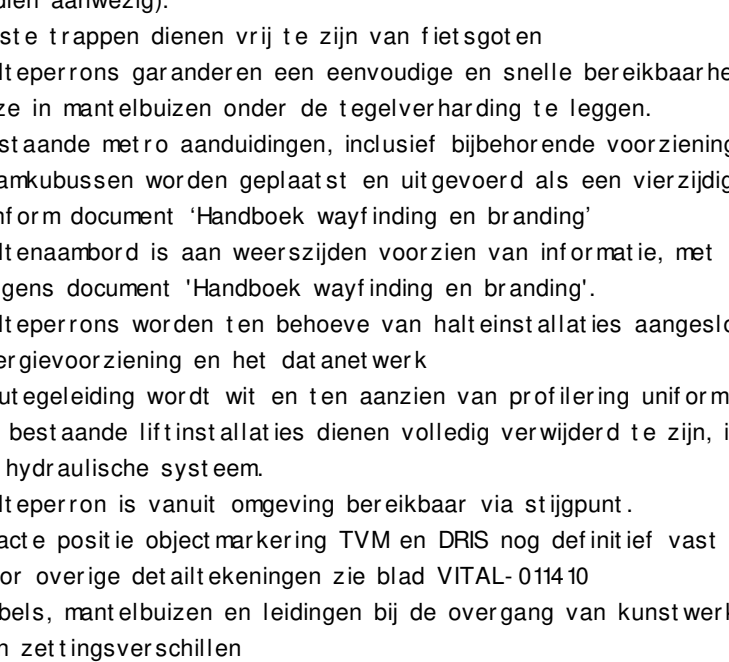 dien aanwezig).
ste trappen dienen vrij te zijn van fietsgoten
lteperrons garanderen een eenvoudige en snelle bereikbaarhe
ze in mantelbuizen onder de tegelverharding te leggen.
staande metro aanduidingen, inclusief bijbehorende voorziening
amkubussen worden geplaatst en uitgevoerd als een vierzijdig
nform document ‘Handboek wayfinding en branding’
ltenaambord is aan weerszijden voorzien van informatie, met
gens document 'Handboek wayfinding en branding'.
lteperrons worden ten behoeve van halteinstallaties aangeslo
ergievoorziening en het datanetwerk
utegeleiding wordt wit en ten aanzien van profilering uniform
bestaande liftinstallaties dienen volledig verwijderd te zijn, i
hydraulische systeem.
lteperron is vanuit omgeving bereikbaar via stijgpunt.
acte positie objectmarkering TVM en DRIS nog definitief vast
or overige detailtekeningen zie blad VITAL-011410
bels, mantelbuizen en leidingen bij de overgang van kunstwerk
n zettingsverschillen